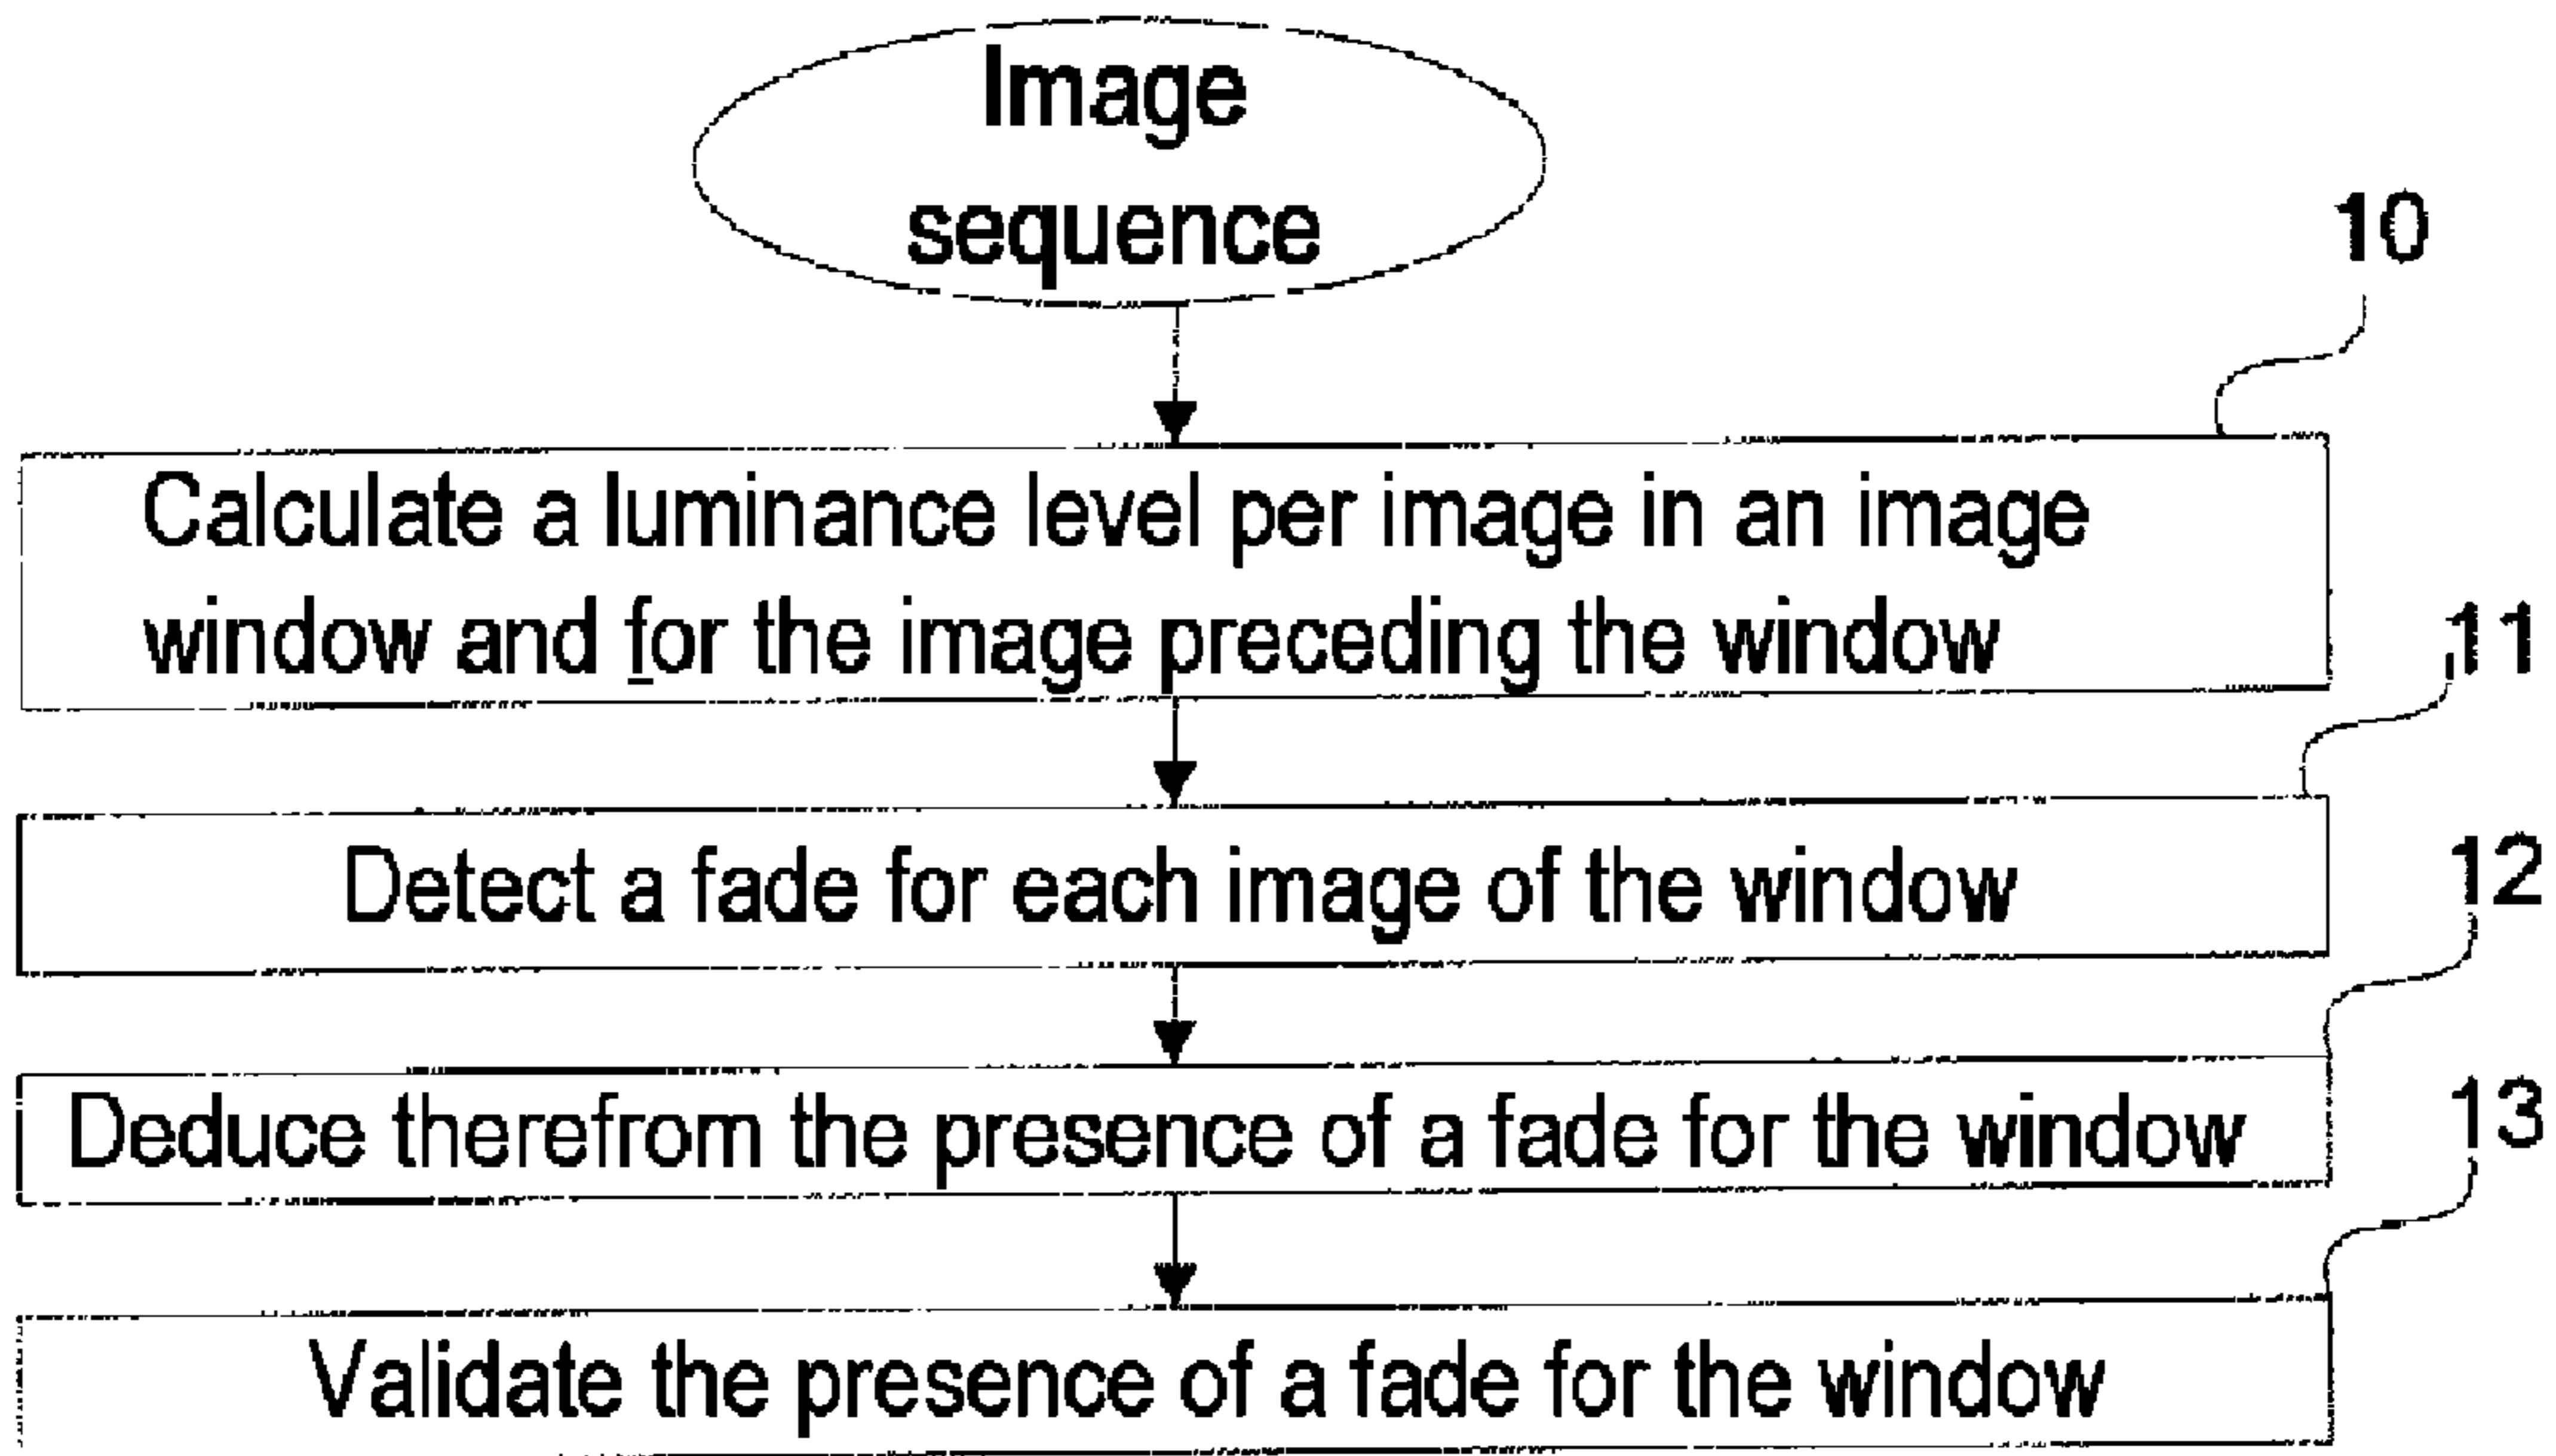 Image
sequence
10
Calculate a luminance level per image in an image
window and for the image preceding the window
11
Detect a fade for each image of the window
12
Deduce therefrom the presence of a fade for the window
13
Validate the presence of a fade for the window